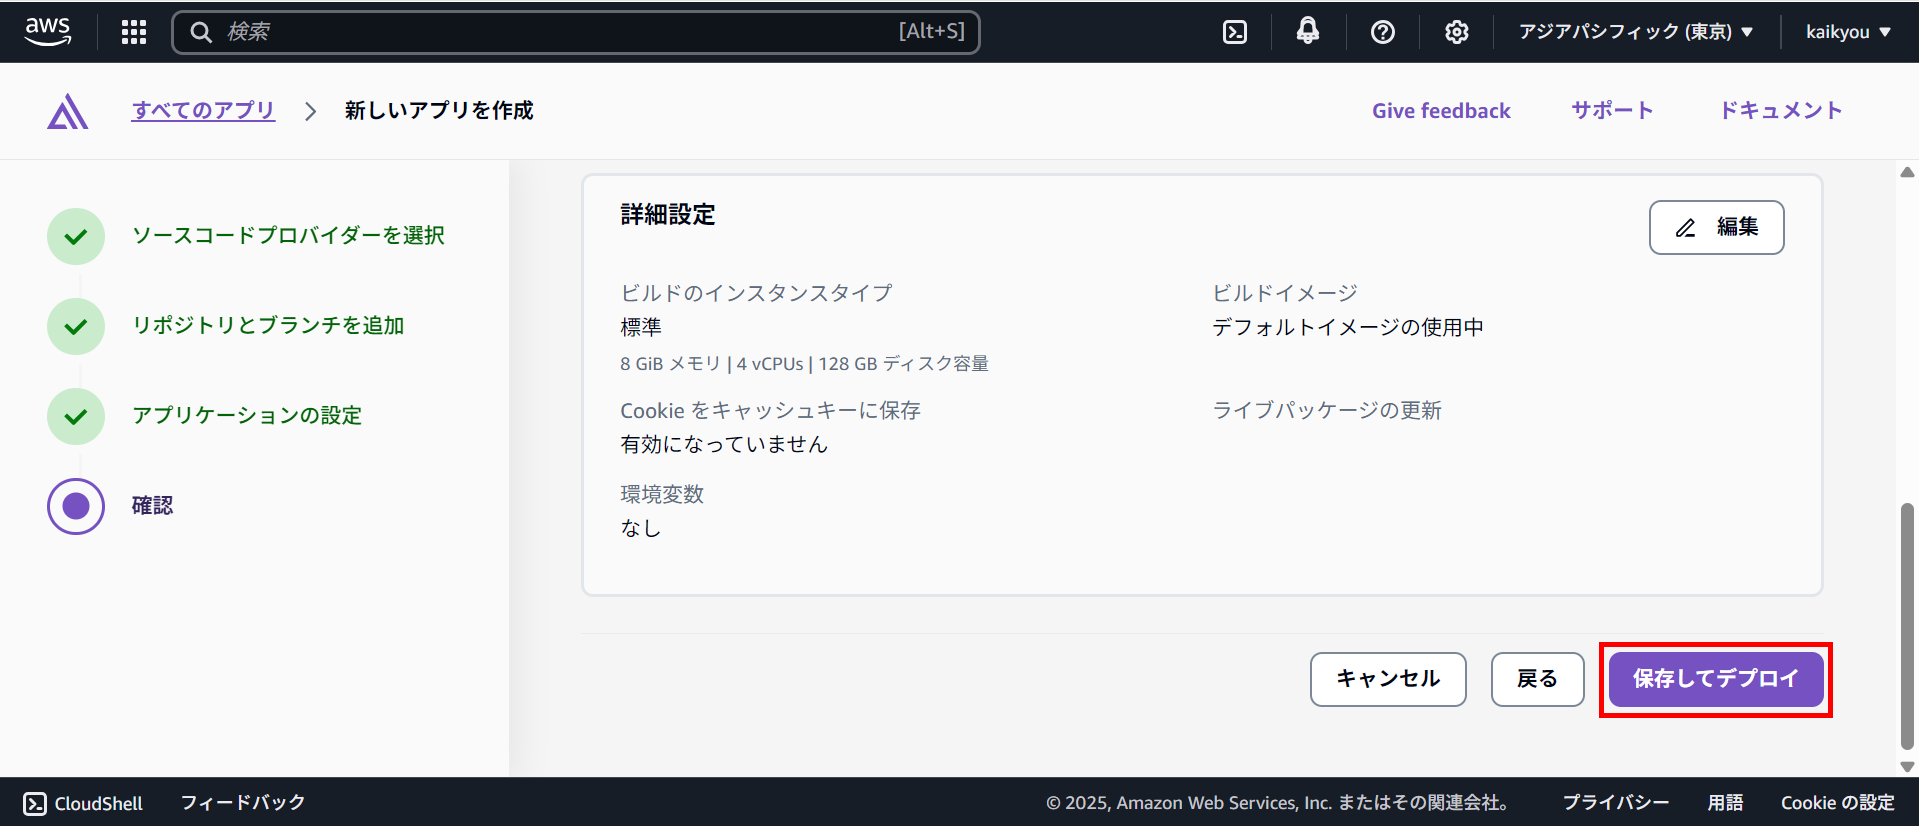 aws
検索
[Alt+S]
アジアパシフィック (東京) ▼
kaikyou ▼
すべてのアプリ
新しいアプリを作成
Give feedback
サポート
ドキュメント
ソースコードプロバイダーを選択
リポジトリとブランチを追加
アプリケーションの設定
確認
詳細設定
編集
ビルドのインスタンスタイプ
標準
8 GiB メモリ | 4 vCPUs | 128 GB ディスク容量
ビルドイメージ
デフォルトイメージの使用中
Cookie をキャッシュキーに保存
有効になっていません
ライブパッケージの更新
環境変数
なし
キャンセル
戻る
保存してデプロイ
CloudShell
フィードバック
© 2025, Amazon Web Services, Inc. またはその関連会社。
プライバシー
用語
Cookie の設定